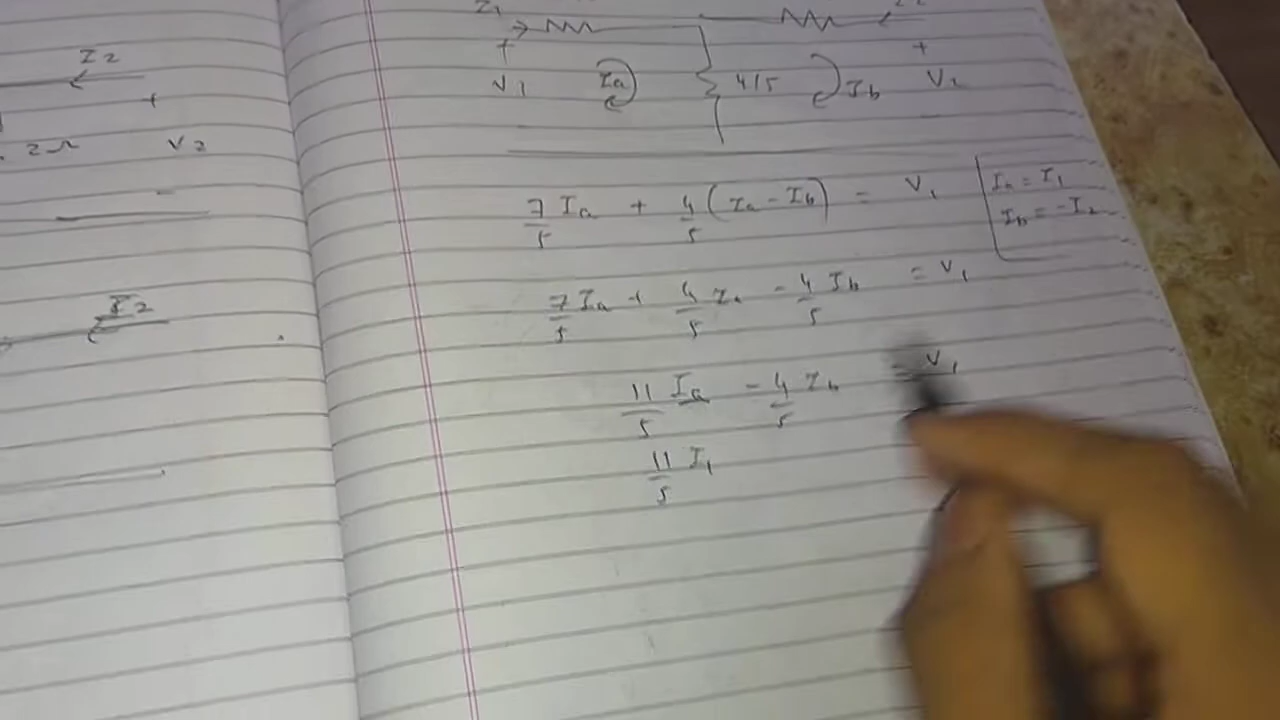 I2
+
2Ω V2
I2
I1
+ +
V1 Ia 4/5 Ib V2
7/5 Ia + 4/5 (Ia - Ib) = V1
Ia = I1
Ib = -I2
7/5 Ia + 4/5 Ia - 4/5 Ib = V1
11/5 Ia - 4/5 Ib = V1
11/5 I1